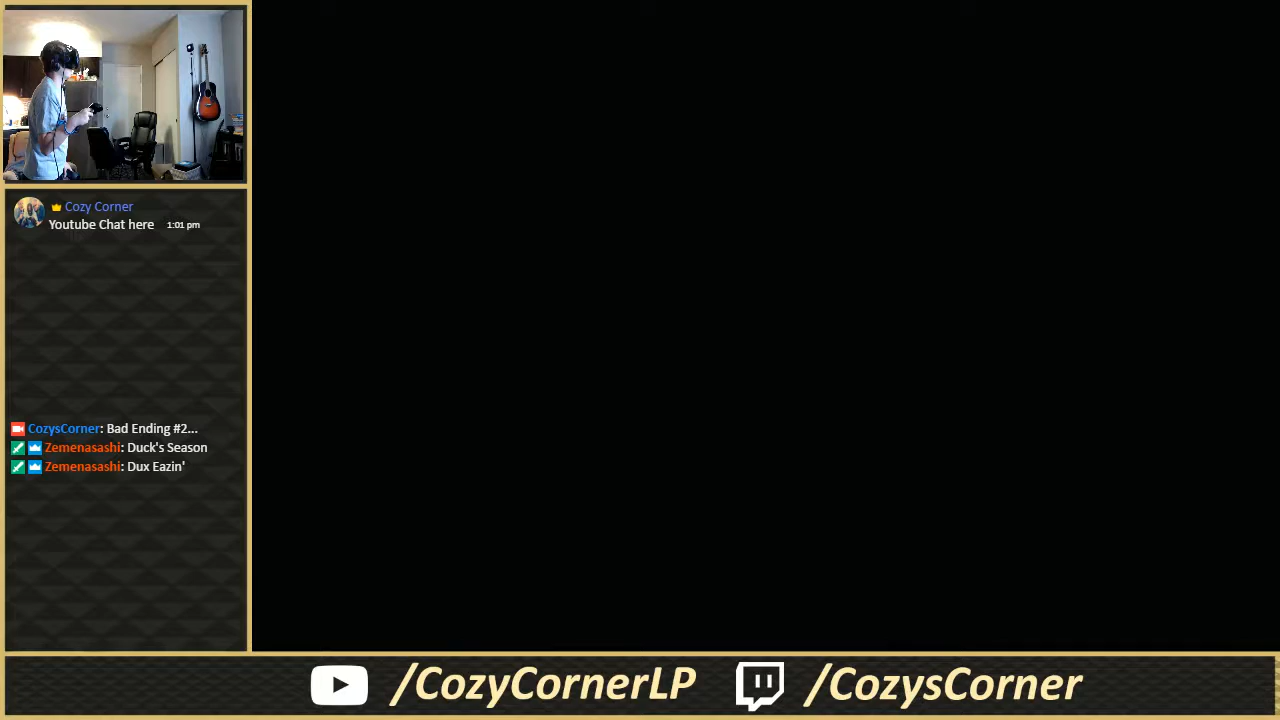 Cozy Corner
Youtube Chat here 1:01 pm
CozysCorner: Bad Ending #2...
Zemenasashi: Duck's Season
Zemenasashi: Dux Eazin'
/CozyCornerLP /CozysCorner